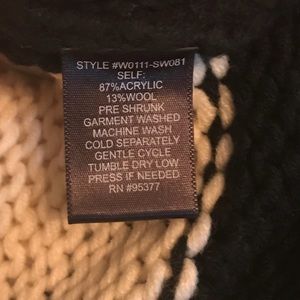 STYLE #W0111-SW081
SELF:
87%ACRYLIC
13%WOOL
PRE SHRUNK
GARMENT WASHED
MACHINE WASH
COLD SEPARATELY
GENTLE CYCLE
TUMBLE DRY LOW
PRESS IF NEEDED
RN #95377